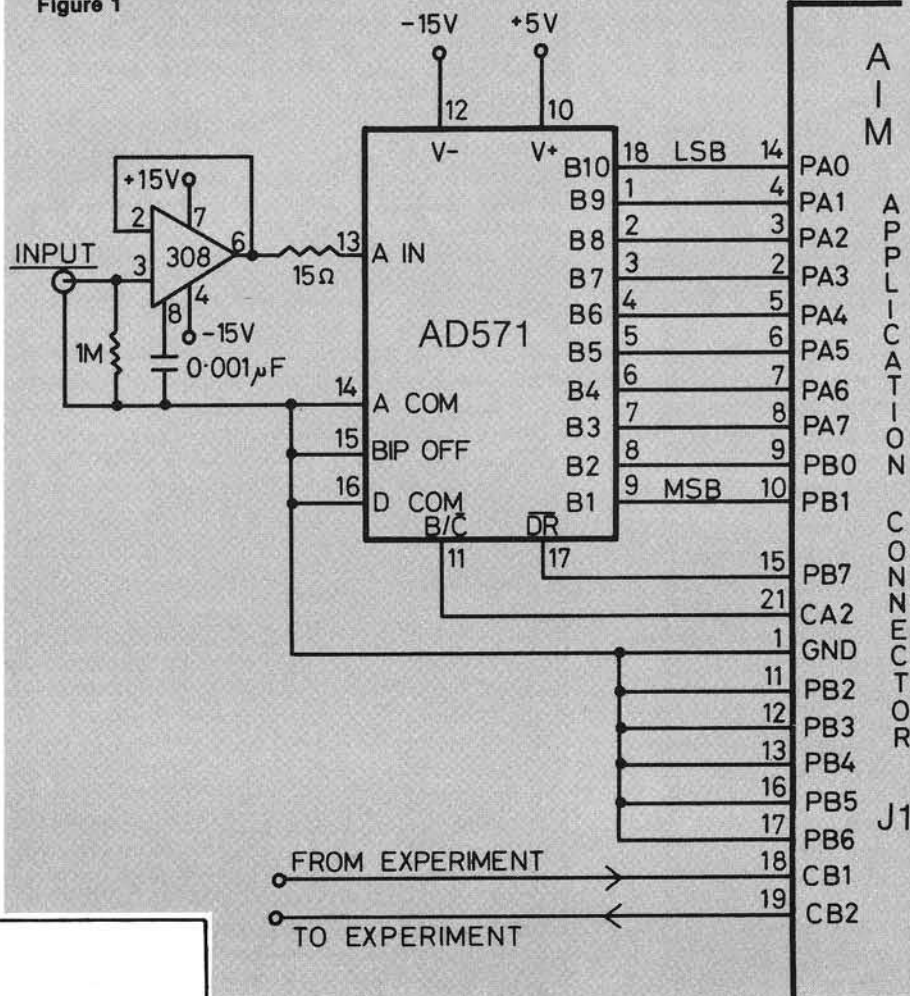 Figure 1
-15V
+5V
12
10
V-
V+
+15V
7
2
3
308
6
8
4
-15V
0·001µF
INPUT
1M
15Ω
13
A IN
AD571
14
A COM
15
BIP OFF
16
D COM
B/C̅
11
D̅R̅
17
B10
18
LSB
14
PA0
B9
1
4
PA1
B8
2
3
PA2
B7
3
2
PA3
B6
4
5
PA4
B5
5
6
PA5
B4
6
7
PA6
B3
7
8
PA7
B2
8
9
PB0
B1
9
MSB
10
PB1
15
PB7
21
CA2
1
GND
11
PB2
12
PB3
13
PB4
16
PB5
17
PB6
FROM EXPERIMENT
18
CB1
TO EXPERIMENT
19
CB2
AIM
APPLICATION CONNECTOR
J1